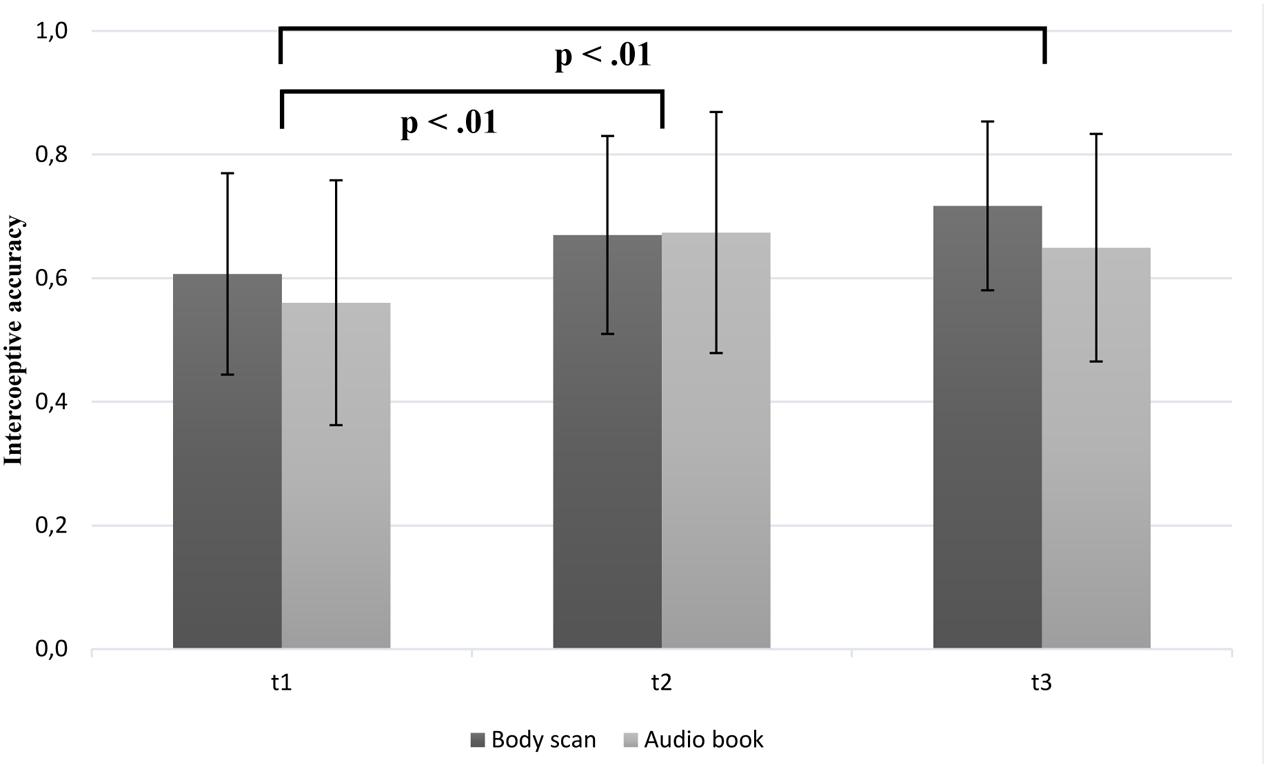 1,0
p < .01
p < .01
0,8
0,6
0,4
0,2
0,0
Interoceptive accuracy
t1 t2 t3
Body scan Audio book